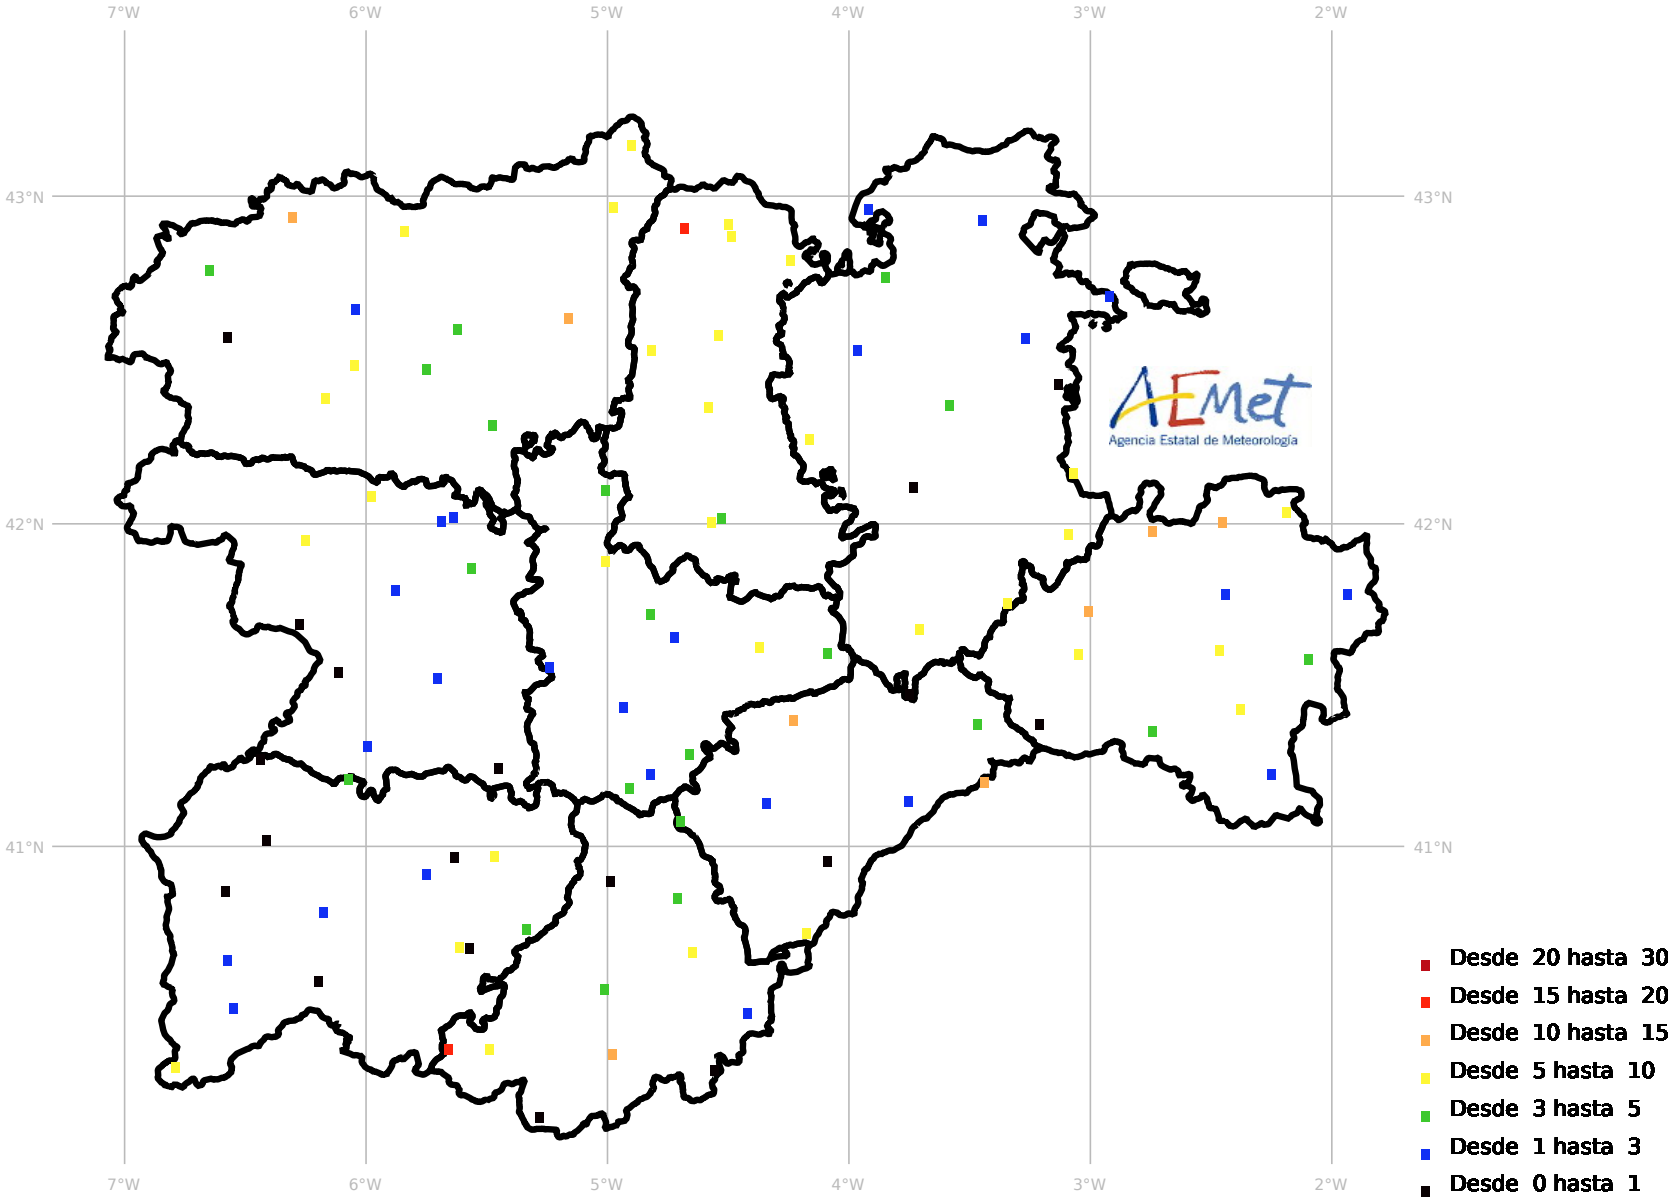 7°W 6°W 5°W 4°W 3°W 2°W
43°N 43°N
AEMet
Agencia Estatal de Meteorología
42°N 42°N
41°N 41°N
Desde 20 hasta 30
Desde 15 hasta 20
Desde 10 hasta 15
Desde 5 hasta 10
Desde 3 hasta 5
Desde 1 hasta 3
Desde 0 hasta 1
7°W 6°W 5°W 4°W 3°W 2°W